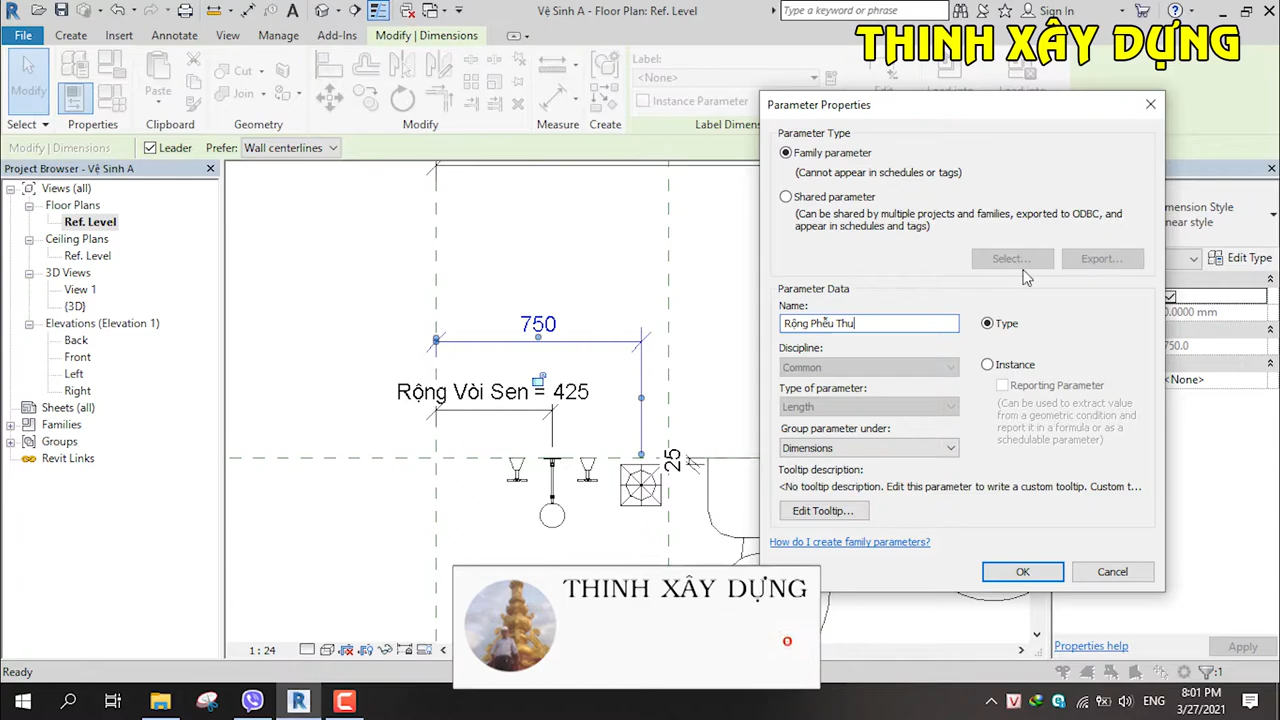 Vệ Sinh A - Floor Plan: Ref. Level
Type a keyword or phrase
Sign In
THINH XÂY DỰNG
File
Create
Insert
Annotate
View
Manage
Add-Ins
Modify | Dimensions
Modify
Paste
Cut
Join
Label:
<None>
Instance Parameter
Select
Properties
Clipboard
Geometry
Modify
Measure
Create
Label Dimen
Modify | Dimensions
Leader
Prefer:
Wall centerlines
Project Browser - Vệ Sinh A
Views (all)
Floor Plans
Ref. Level
Ceiling Plans
Ref. Level
3D Views
View 1
{3D}
Elevations (Elevation 1)
Back
Front
Left
Right
Sheets (all)
Families
Groups
Revit Links
750
Rộng Vòi Sen = 425
25
Parameter Properties
Parameter Type
Family parameter
(Cannot appear in schedules or tags)
Shared parameter
(Can be shared by multiple projects and families, exported to ODBC, and
appear in schedules and tags)
Select...
Export...
Parameter Data
Name:
Rộng Phễu Thu
Type
Discipline:
Common
Instance
Reporting Parameter
Type of parameter:
Length
(Can be used to extract value
from a geometric condition and
report it in a formula or as a
schedulable parameter)
Group parameter under:
Dimensions
Tooltip description:
<No tooltip description. Edit this parameter to write a custom tooltip. Custom t...
Edit Tooltip...
How do I create family parameters?
OK
Cancel
mension Style
near style
Edit Type
0.0000 mm
750.0
<None>
Properties help
Apply
1 : 24
THINH XÂY DỰNG
Ready
:1
ENG
8:01 PM
3/27/2021